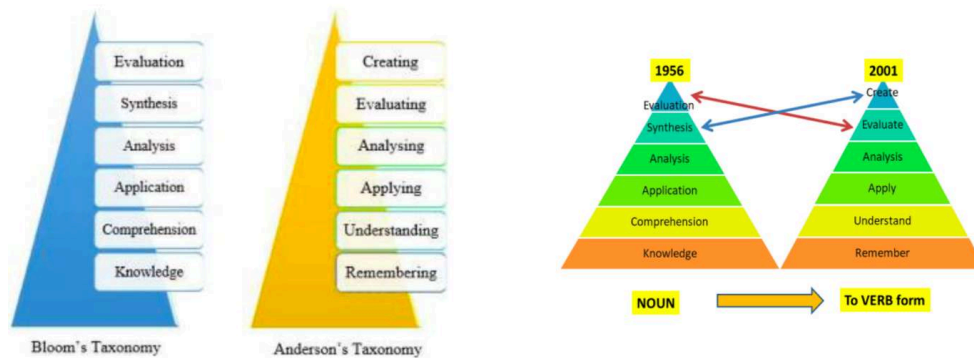 Evaluation
Synthesis
Analysis
Application
Comprehension
Knowledge
Bloom's Taxonomy
Creating
Evaluating
Analysing
Applying
Understanding
Remembering
Anderson's Taxonomy
1956
Evaluation
Synthesis
Analysis
Application
Comprehension
Knowledge
2001
Create
Evaluate
Analysis
Apply
Understand
Remember
NOUN
To VERB form